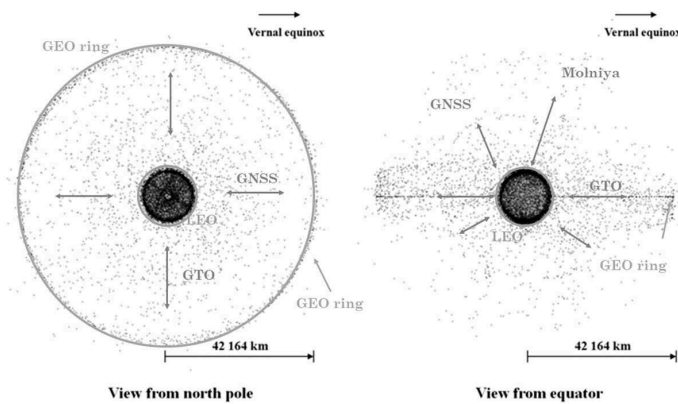 Vernal equinox
GEO ring
GNSS
LEO
GTO
GEO ring
42 164 km
View from north pole
Vernal equinox
Molniya
GNSS
GTO
LEO
GEO ring
42 164 km
View from equator